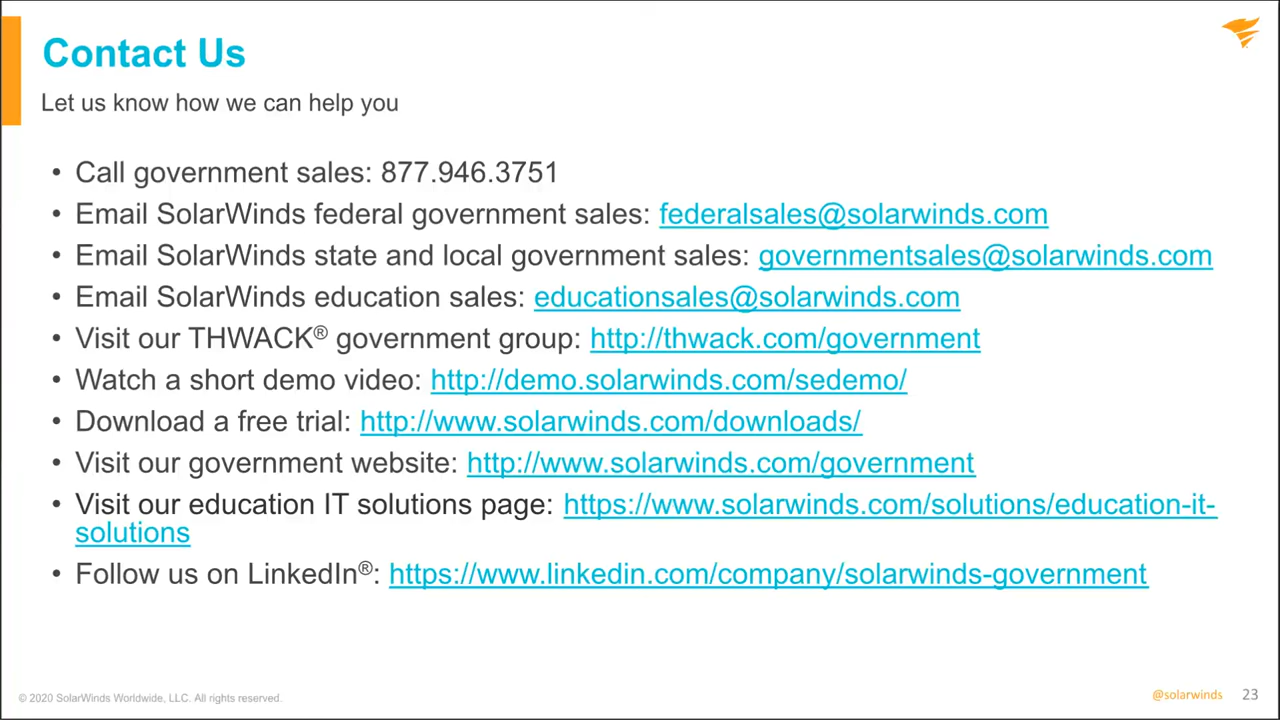 Contact Us
Let us know how we can help you
• Call government sales: 877.946.3751
• Email SolarWinds federal government sales: federalsales@solarwinds.com
• Email SolarWinds state and local government sales: governmentsales@solarwinds.com
• Email SolarWinds education sales: educationsales@solarwinds.com
• Visit our THWACK® government group: http://thwack.com/government
• Watch a short demo video: http://demo.solarwinds.com/sedemo/
• Download a free trial: http://www.solarwinds.com/downloads/
• Visit our government website: http://www.solarwinds.com/government
• Visit our education IT solutions page: https://www.solarwinds.com/solutions/education-it-
solutions
• Follow us on LinkedIn®: https://www.linkedin.com/company/solarwinds-government
© 2020 SolarWinds Worldwide, LLC. All rights reserved.
@solarwinds 23